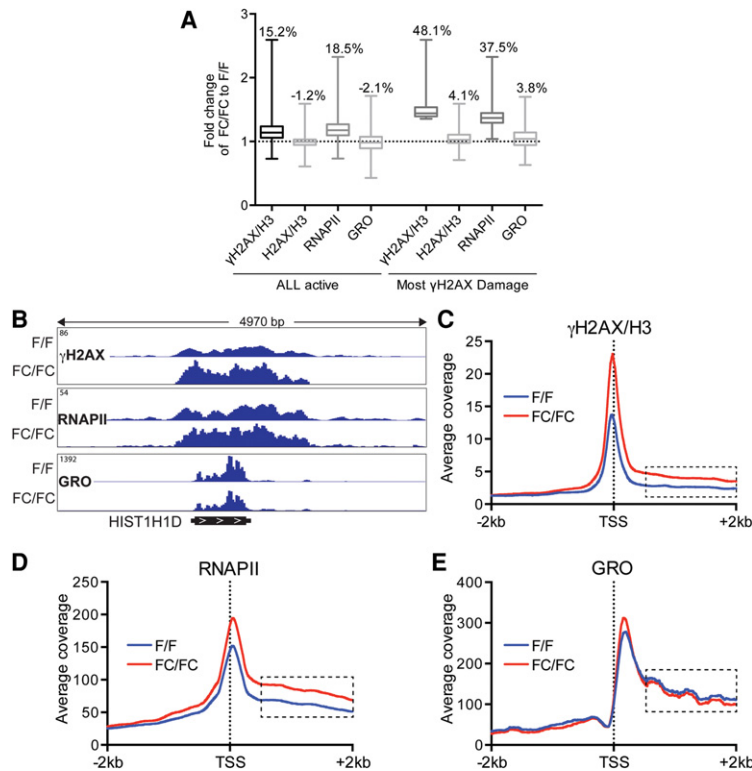 A
Fold change
of FC/FC to F/F
3
2
1
0
15.2%
-1.2%
18.5%
-2.1%
48.1%
4.1%
37.5%
3.8%
γH2AX/H3
H2AX/H3
RNAPII
GRO
γH2AX/H3
H2AX/H3
RNAPII
GRO
ALL active
Most γH2AX Damage
B
4970 bp
86
F/F
γH2AX
FC/FC
54
F/F
RNAPII
FC/FC
1392
F/F
GRO
FC/FC
HIST1H1D
> > >
C
γH2AX/H3
Average coverage
25
20
15
10
5
0
F/F
FC/FC
-2kb
TSS
+2kb
D
RNAPII
Average coverage
250
200
150
100
50
0
F/F
FC/FC
-2kb
TSS
+2kb
E
GRO
Average coverage
400
300
200
100
0
F/F
FC/FC
-2kb
TSS
+2kb